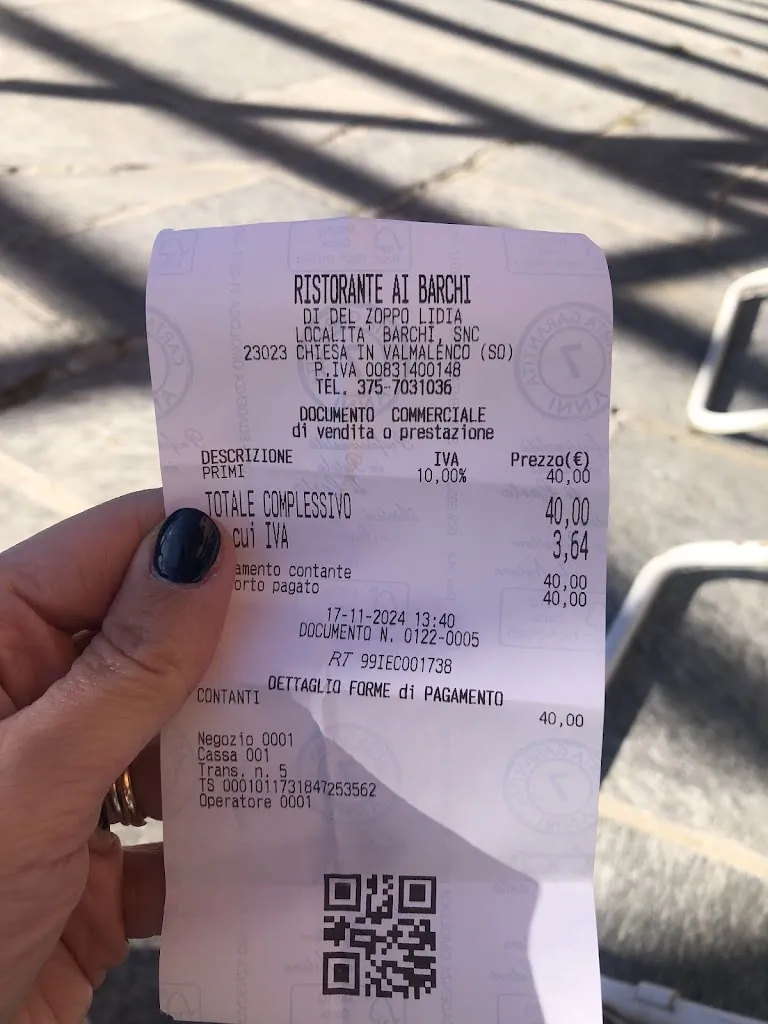 RISTORANTE AI BARCHI
DI DEL ZOPPO LIDIA
LOCALITA' BARCHI, SNC
23023 CHIESA IN VALMALENCO (SO)
P.IVA 00831400148
TEL. 375-7031036
DOCUMENTO COMMERCIALE
di vendita o prestazione
DESCRIZIONE IVA Prezzo(€)
PRIMI 10,00% 40,00
TOTALE COMPLESSIVO 40,00
cui IVA 3,64
amento contante 40,00
orto pagato 40,00
17-11-2024 13:40
DOCUMENTO N. 0122-0005
RT 99IEC001738
DETTAGLIO FORME di PAGAMENTO
CONTANTI 40,00
Negozio 0001
Cassa 001
Trans. n. 5
TS 0001011731847253562
Operatore 0001